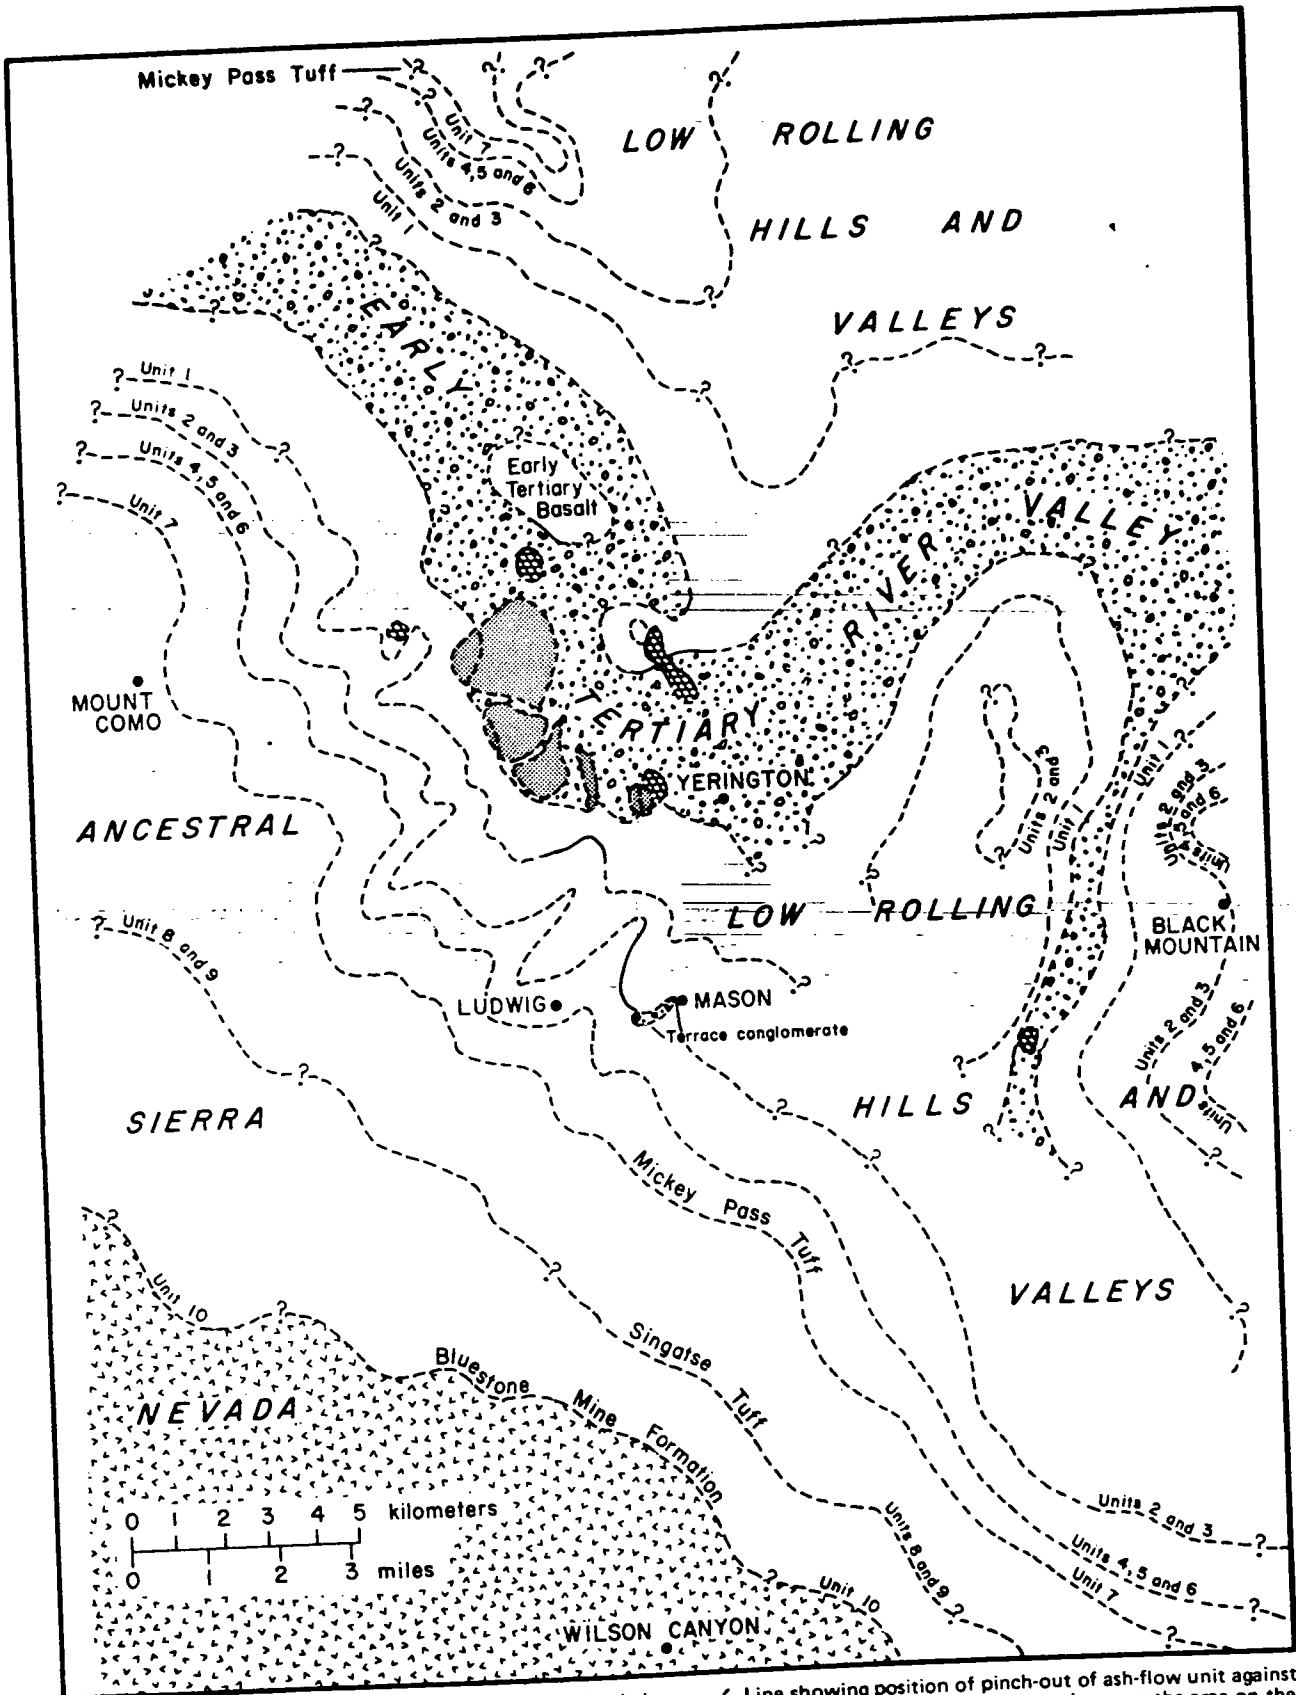 Mickey Pass Tuff
?
?
?
?
?
LOW ROLLING
Unit 7
Units 4,5 and 6
?
?
Units 2 and 3
Unit 1
HILLS AND
?
?
?
VALLEYS
EARLY
?
?
? Unit 1
?
? Units 2 and 3
?
? Units 4, 5 and 6
? Unit 7
?
?
Early
Tertiary
Basalt
?
?
RIVER VALLEY
?
?
MOUNT
COMO
TERTIARY
?
?
YERINGTON
Units 2 and 3
Unit 1
Unit 1
?
2 and 3
5 and 6
Units 4
Units
ANCESTRAL
?
?
?
?
LOW ROLLING
BLACK
MOUNTAIN
? Unit 8 and 9
LUDWIG
MASON
?
Terrace conglomerate
Units 2 and 3
4, 5 and 6
Units
?
?
SIERRA
HILLS AND
?
?
?
?
?
Mickey Pass Tuff
?
?
Unit 10
?
VALLEYS
?
Singatse Tuff
Bluestone Mine Formation
NEVADA
0 1 2 3 4 5 kilometers
0 1 2 3 miles
Units 2 and 3
?
Units 4, 5 and 6
?
Unit 7
?
Units 8 and 9
?
?
Unit 10
WILSON CANYON
Line showing position of pinch-out of ash-flow unit against